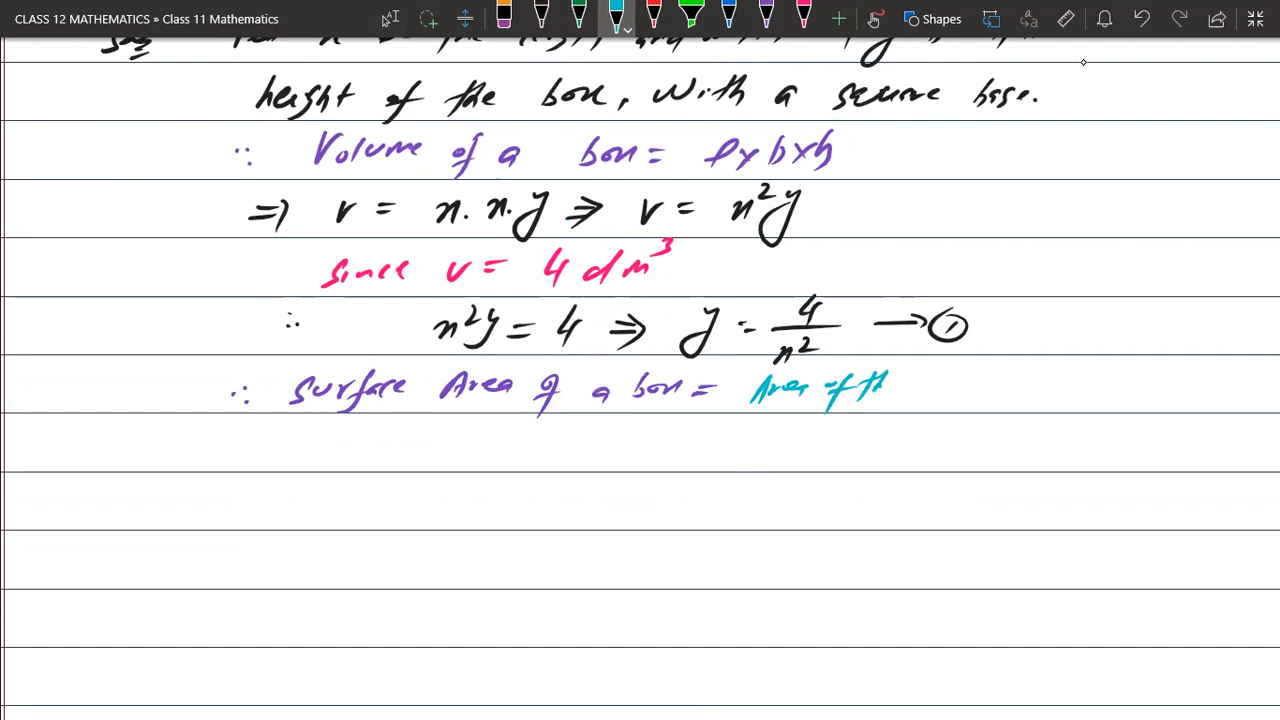 CLASS 12 MATHEMATICS » Class 11 Mathematics
Shapes
height of the box, With a square base.
∴ Volume of a box = l×b×h
=> v = x. x. y => v = x²y
since v = 4 dm³
∴ x²y = 4 => y = 4/x² → ①
∴ Surface Area of a box = Area of th